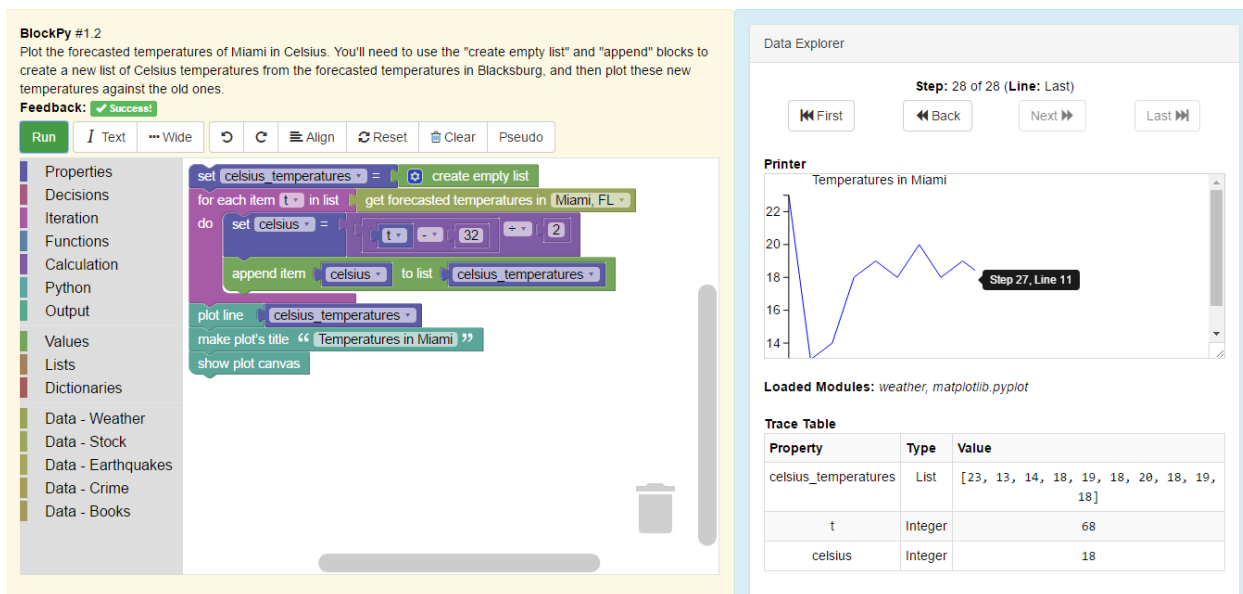 BlockPy #1.2
Plot the forecasted temperatures of Miami in Celsius. You'll need to use the "create empty list" and "append" blocks to
create a new list of Celsius temperatures from the forecasted temperatures in Blacksburg, and then plot these new
temperatures against the old ones.
Feedback: Success!
Run Text Wide Align Reset Clear Pseudo
Properties
Decisions
Iteration
Functions
Calculation
Python
Output
Values
Lists
Dictionaries
Data - Weather
Data - Stock
Data - Earthquakes
Data - Crime
Data - Books
set celsius_temperatures = create empty list
for each item t in list get forecasted temperatures in Miami, FL
do set celsius = t - 32 ÷ 2
append item celsius to list celsius_temperatures
plot line celsius_temperatures
make plot's title “ Temperatures in Miami ”
show plot canvas
Data Explorer
Step: 28 of 28 (Line: Last)
First Back Next Last
Printer
Temperatures in Miami
22
20
18
16
14
Step 27, Line 11
Loaded Modules: weather, matplotlib.pyplot
Trace Table
Property Type Value
celsius_temperatures List [23, 13, 14, 18, 19, 18, 20, 18, 19,
18]
t Integer 68
celsius Integer 18